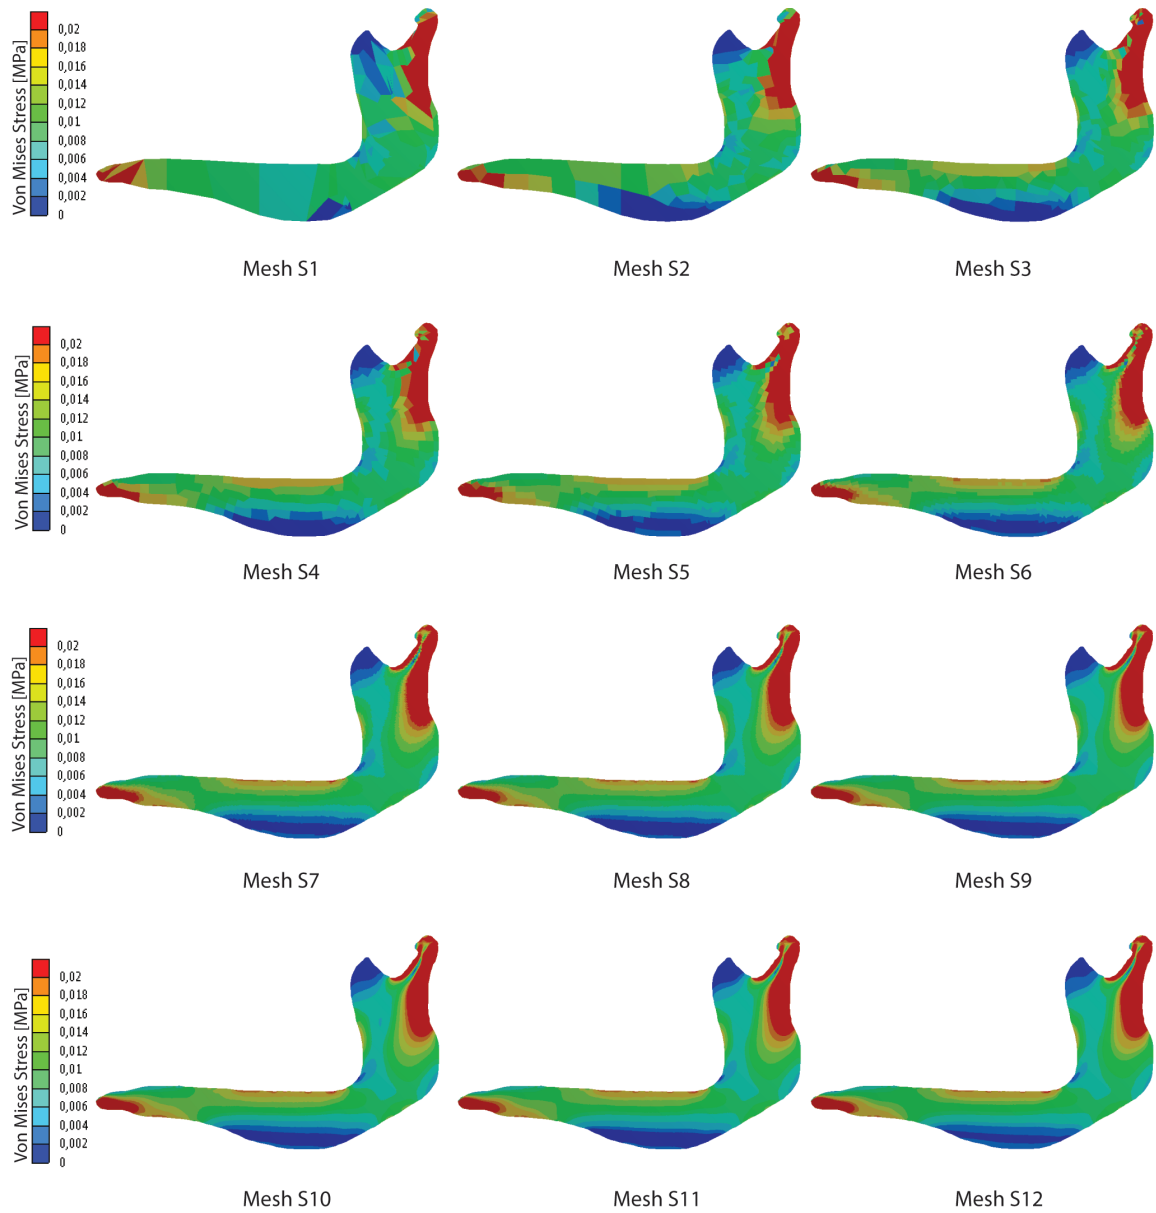 Von Mises Stress [MPa]
0,02
0,018
0,016
0,014
0,012
0,01
0,008
0,006
0,004
0,002
0
Mesh S1
Mesh S2
Mesh S3
Von Mises Stress [MPa]
0,02
0,018
0,016
0,014
0,012
0,01
0,008
0,006
0,004
0,002
0
Mesh S4
Mesh S5
Mesh S6
Von Mises Stress [MPa]
0,02
0,018
0,016
0,014
0,012
0,01
0,008
0,006
0,004
0,002
0
Mesh S7
Mesh S8
Mesh S9
Von Mises Stress [MPa]
0,02
0,018
0,016
0,014
0,012
0,01
0,008
0,006
0,004
0,002
0
Mesh S10
Mesh S11
Mesh S12